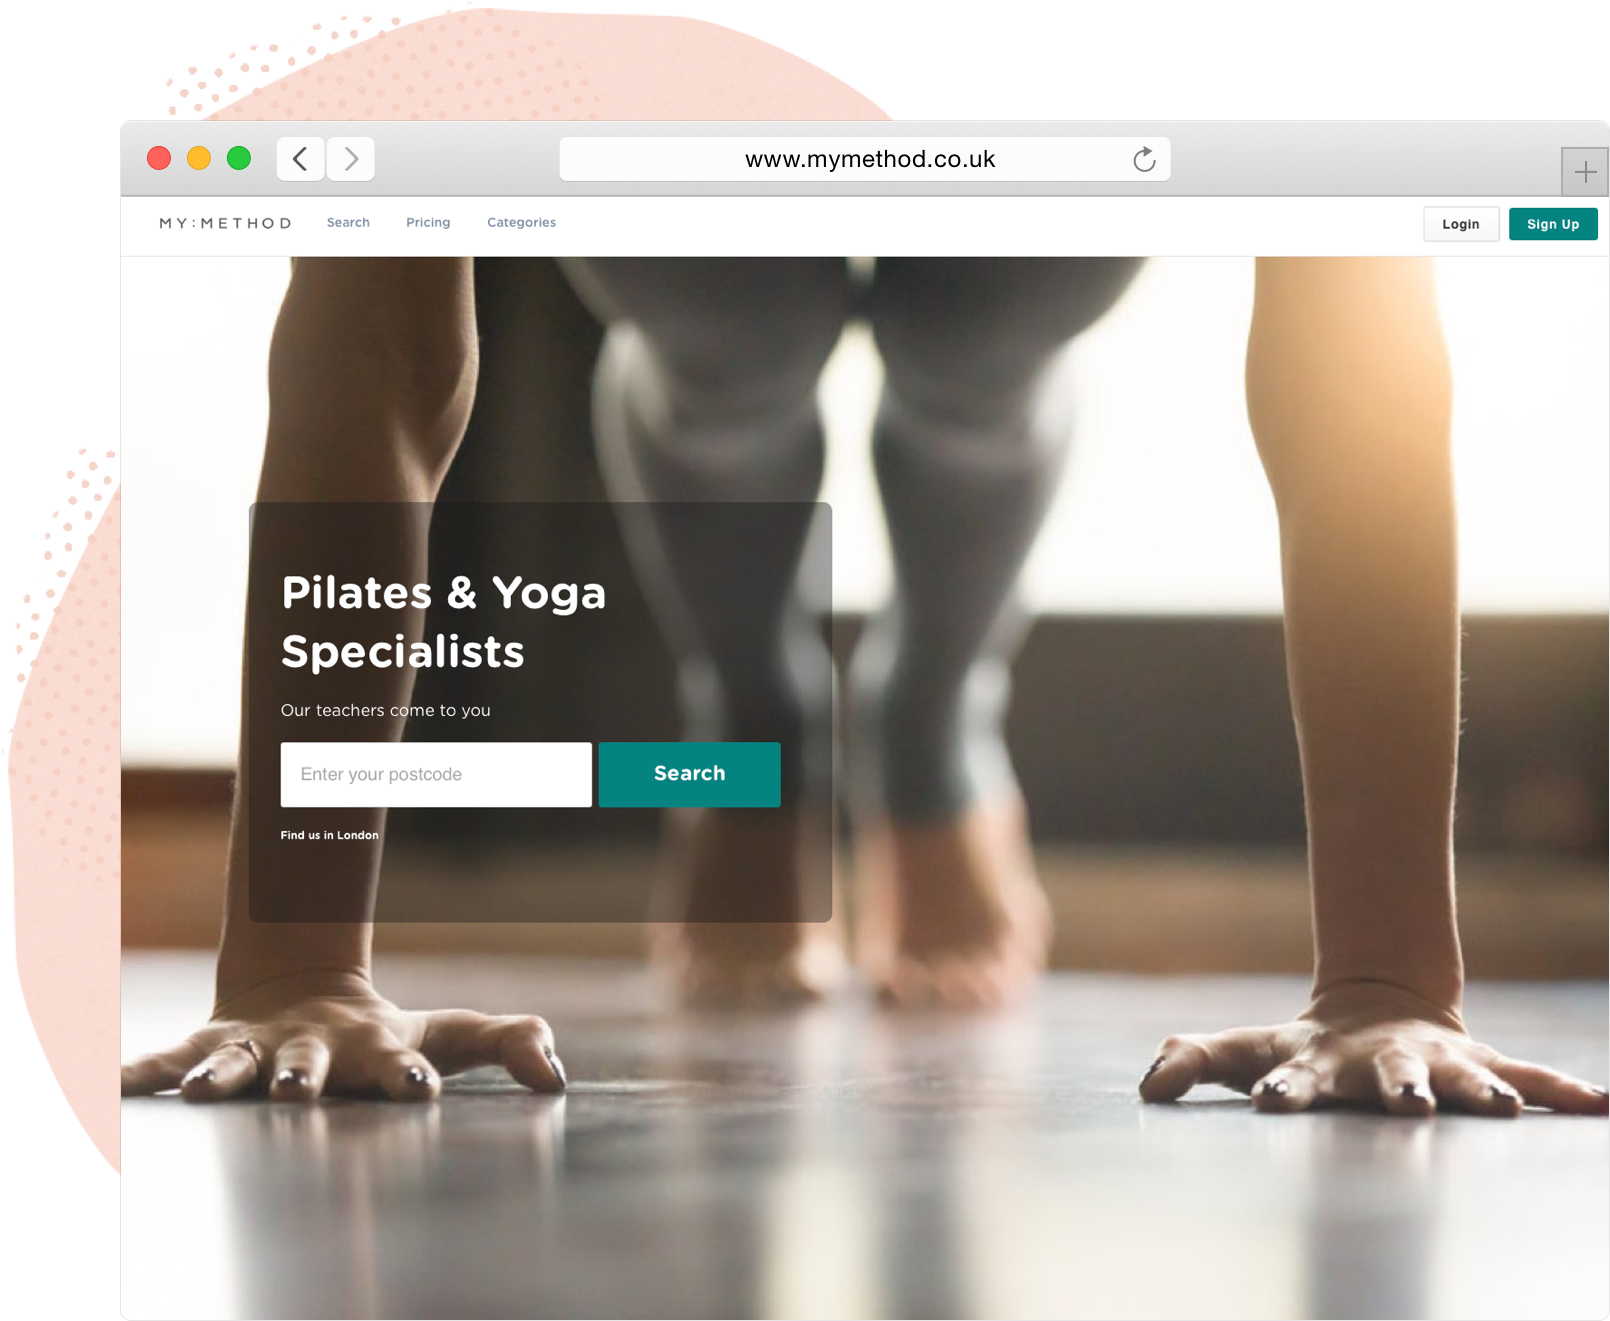 www.mymethod.co.uk
MY:METHOD Search Pricing Categories Login Sign Up
Pilates & Yoga
Specialists
Our teachers come to you
Enter your postcode Search
Find us in London